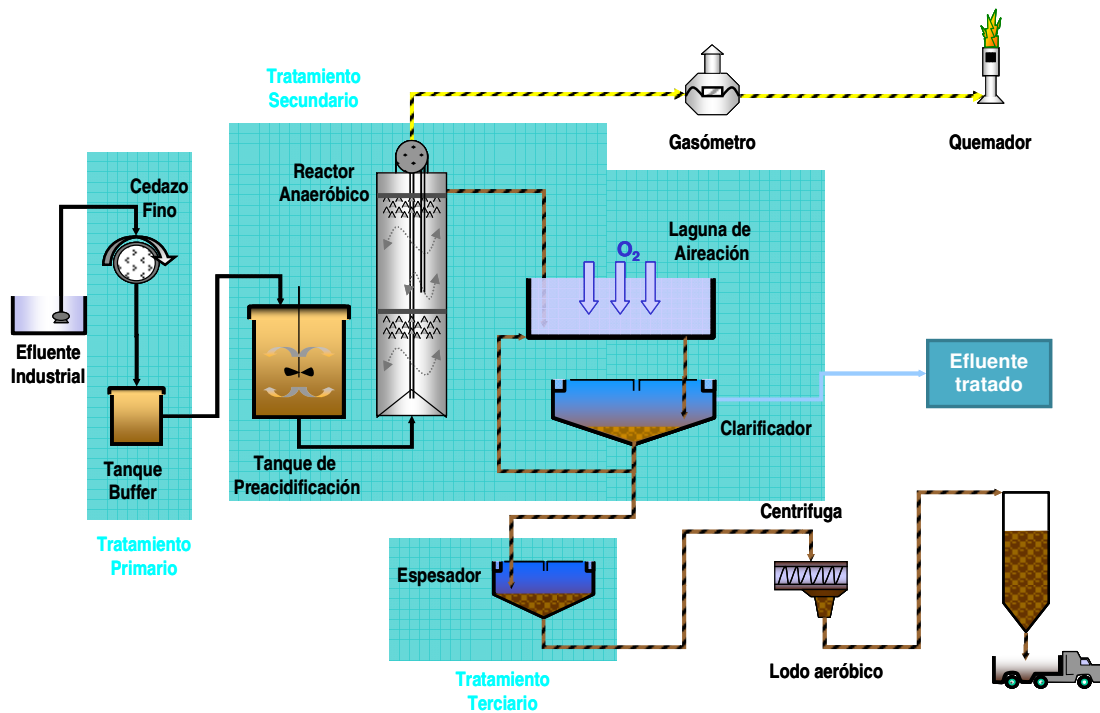 Tratamiento
Secundario
Gasómetro
Quemador
Cedazo
Fino
Reactor
Anaeróbico
Laguna de
Aireación
O2
Efluente
Industrial
Efluente
tratado
Clarificador
Tanque
Buffer
Tanque de
Preacidificación
Tratamiento
Primario
Centrifuga
Espesador
Lodo aeróbico
Tratamiento
Terciario